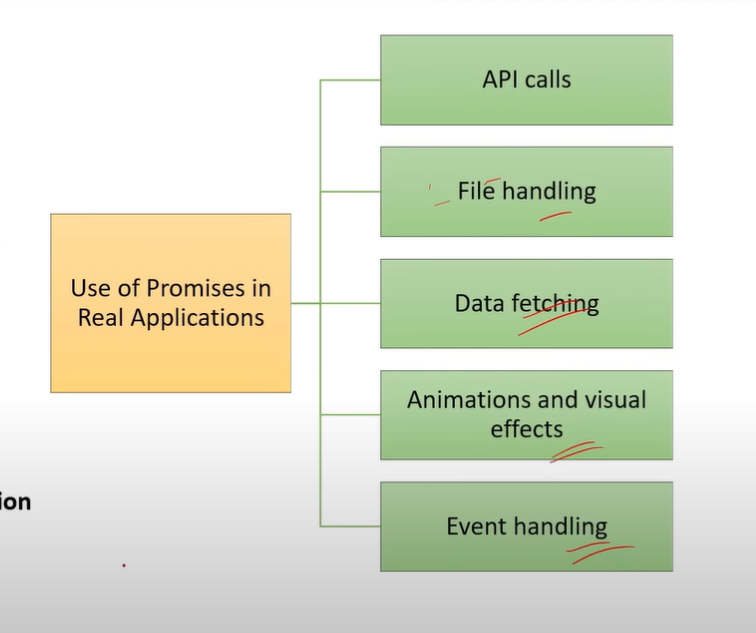 API calls
File handling
Use of Promises in
Real Applications
Data fetching
Animations and visual
effects
Event handling
ion